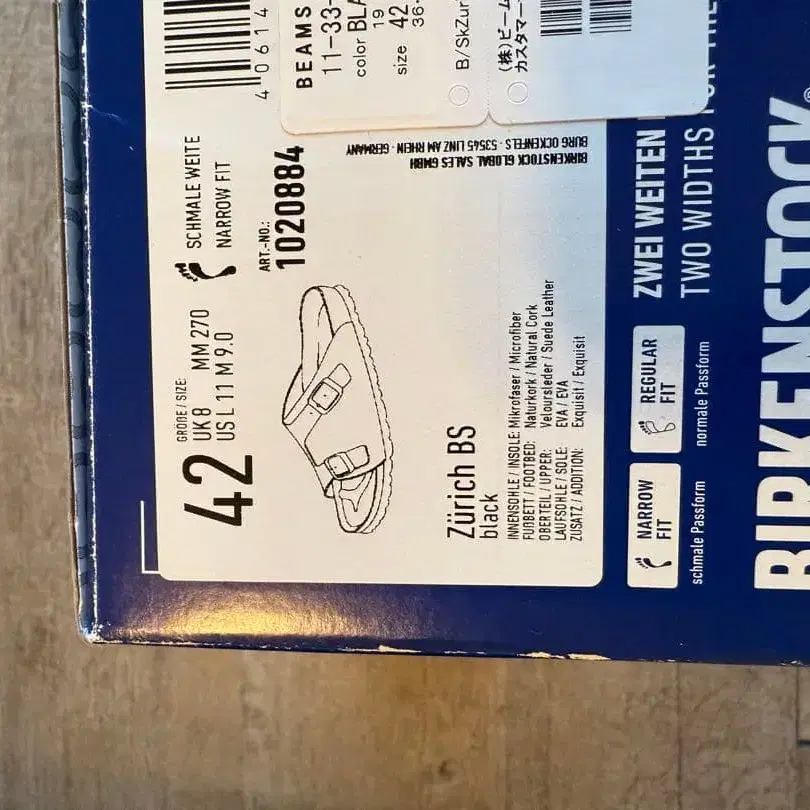 42
GRÖßE / SIZE:
UK 8 MM 270
US L 11 M 9.0
SCHMALE WEITE
NARROW FIT
ART.-NO.:
1020884
4 0614
BEAMS
11-33-
color BLA
19
size 42
36-
B/SkZur
(株)ビーム
カスタマー
BIRKENSTOCK GLOBAL SALES GMBH
BURG OCKENFELS · 53545 LINZ AM RHEIN · GERMANY
Zürich BS
black
INNENSOHLE / INSOLE: Mikrofaser / Microfiber
FUßBETT / FOOTBED: Naturkork / Natural Cork
OBERTEIL / UPPER: Veloursleder / Suede Leather
LAUFSOHLE / SOLE: EVA / EVA
ZUSATZ / ADDITION: Exquisit / Exquisit
ZWEI WEITEN
TWO WIDTHS FOR THE
NARROW
FIT
schmale Passform
REGULAR
FIT
normale Passform
BIRKENSTOCK®